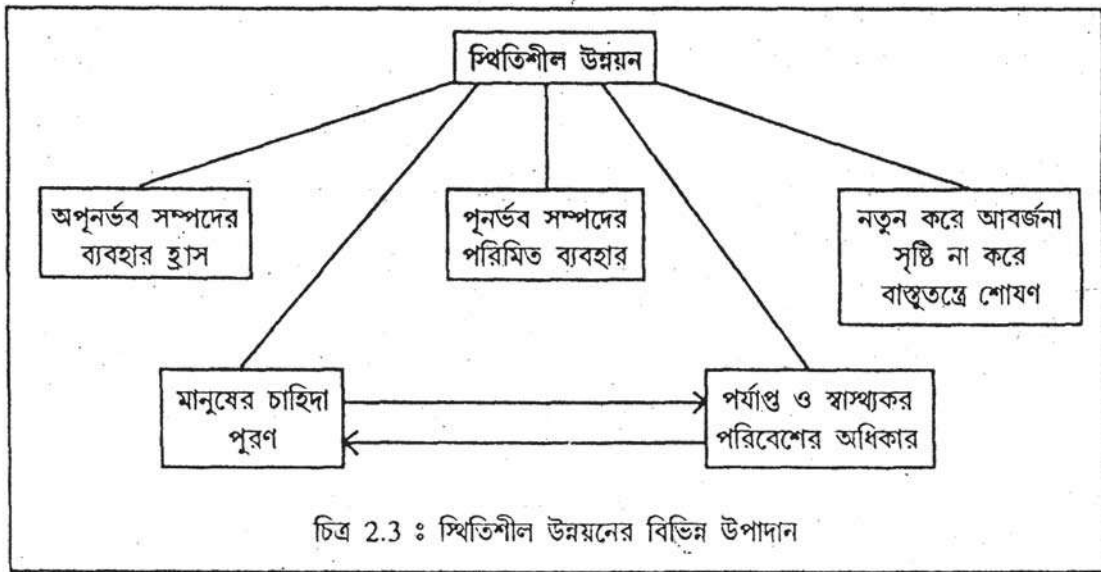 স্থিতিশীল উন্নয়ন
অপুনর্ভব সম্পদের
ব্যবহার হ্রাস
পুনর্ভব সম্পদের
পরিমিত ব্যবহার
নতুন করে আবর্জনা
সৃষ্টি না করে
বাস্তুতন্ত্রে শোষণ
মানুষের চাহিদা
পুরণ
পর্যাপ্ত ও স্বাস্থ্যকর
পরিবেশের অধিকার
চিত্র 2.3 ঃ স্থিতিশীল উন্নয়নের বিভিন্ন উপাদান